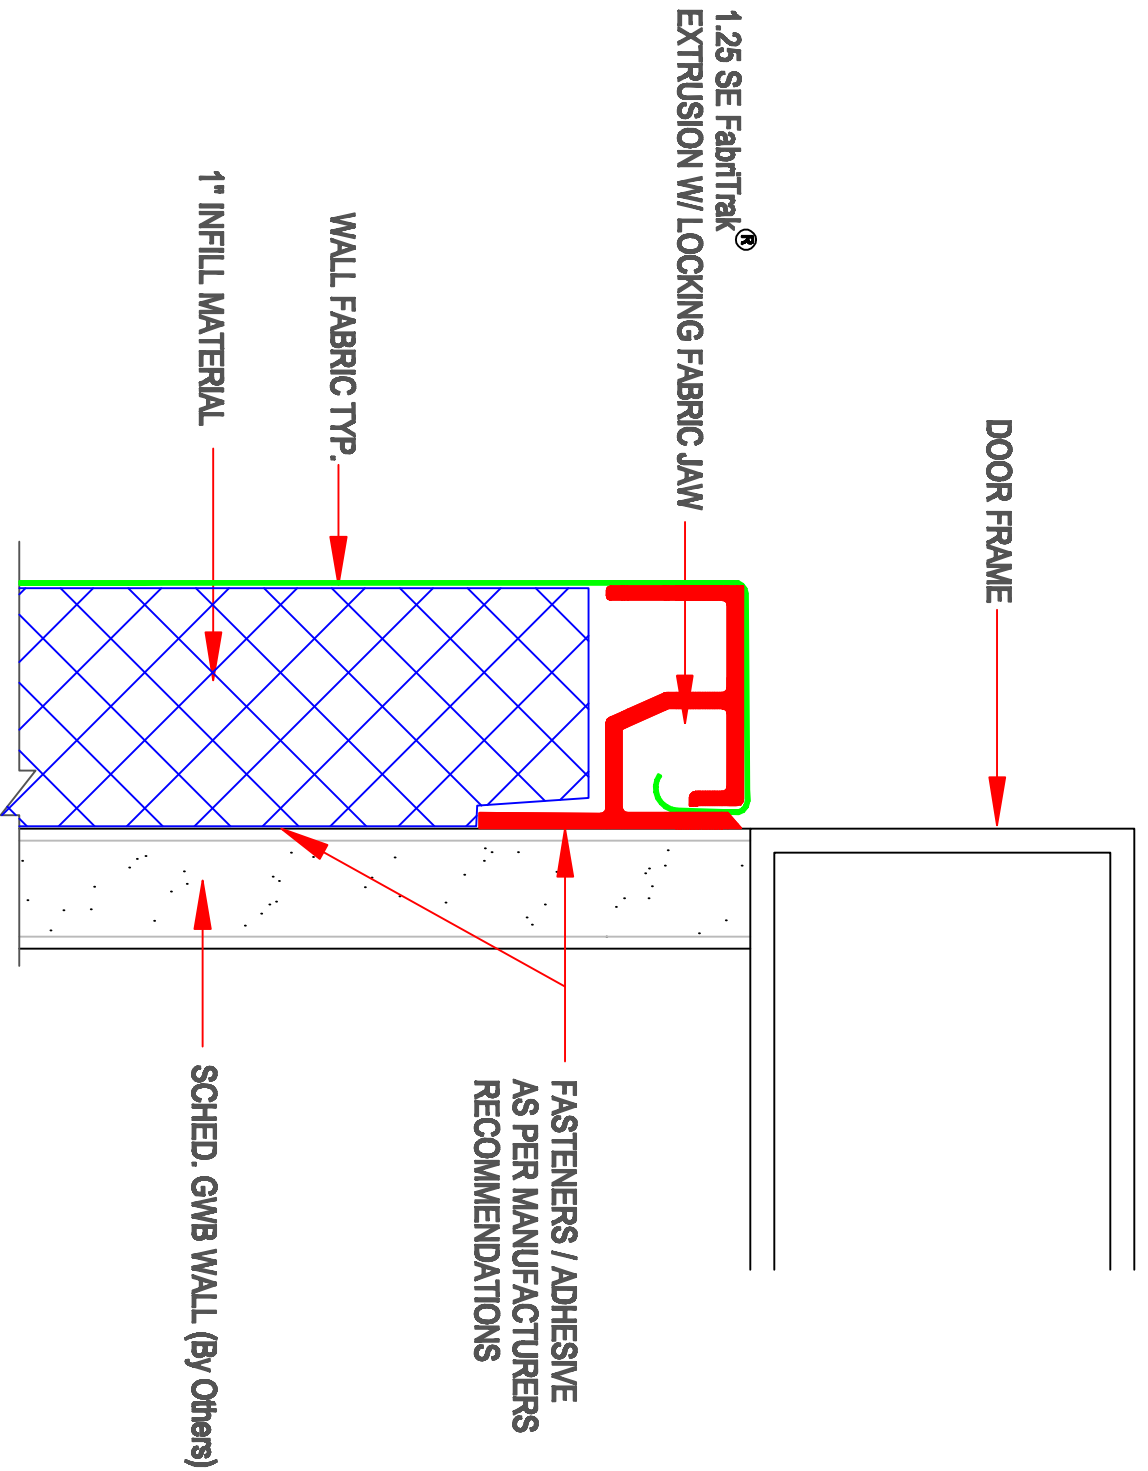 DOOR FRAME
1.25 SE FabriTrak®
EXTRUSION W/ LOCKING FABRIC JAW
WALL FABRIC TYP.
1" INFILL MATERIAL
FASTENERS / ADHESIVE
AS PER MANUFACTURERS
RECOMMENDATIONS
SCHED. GWB WALL (By Others)